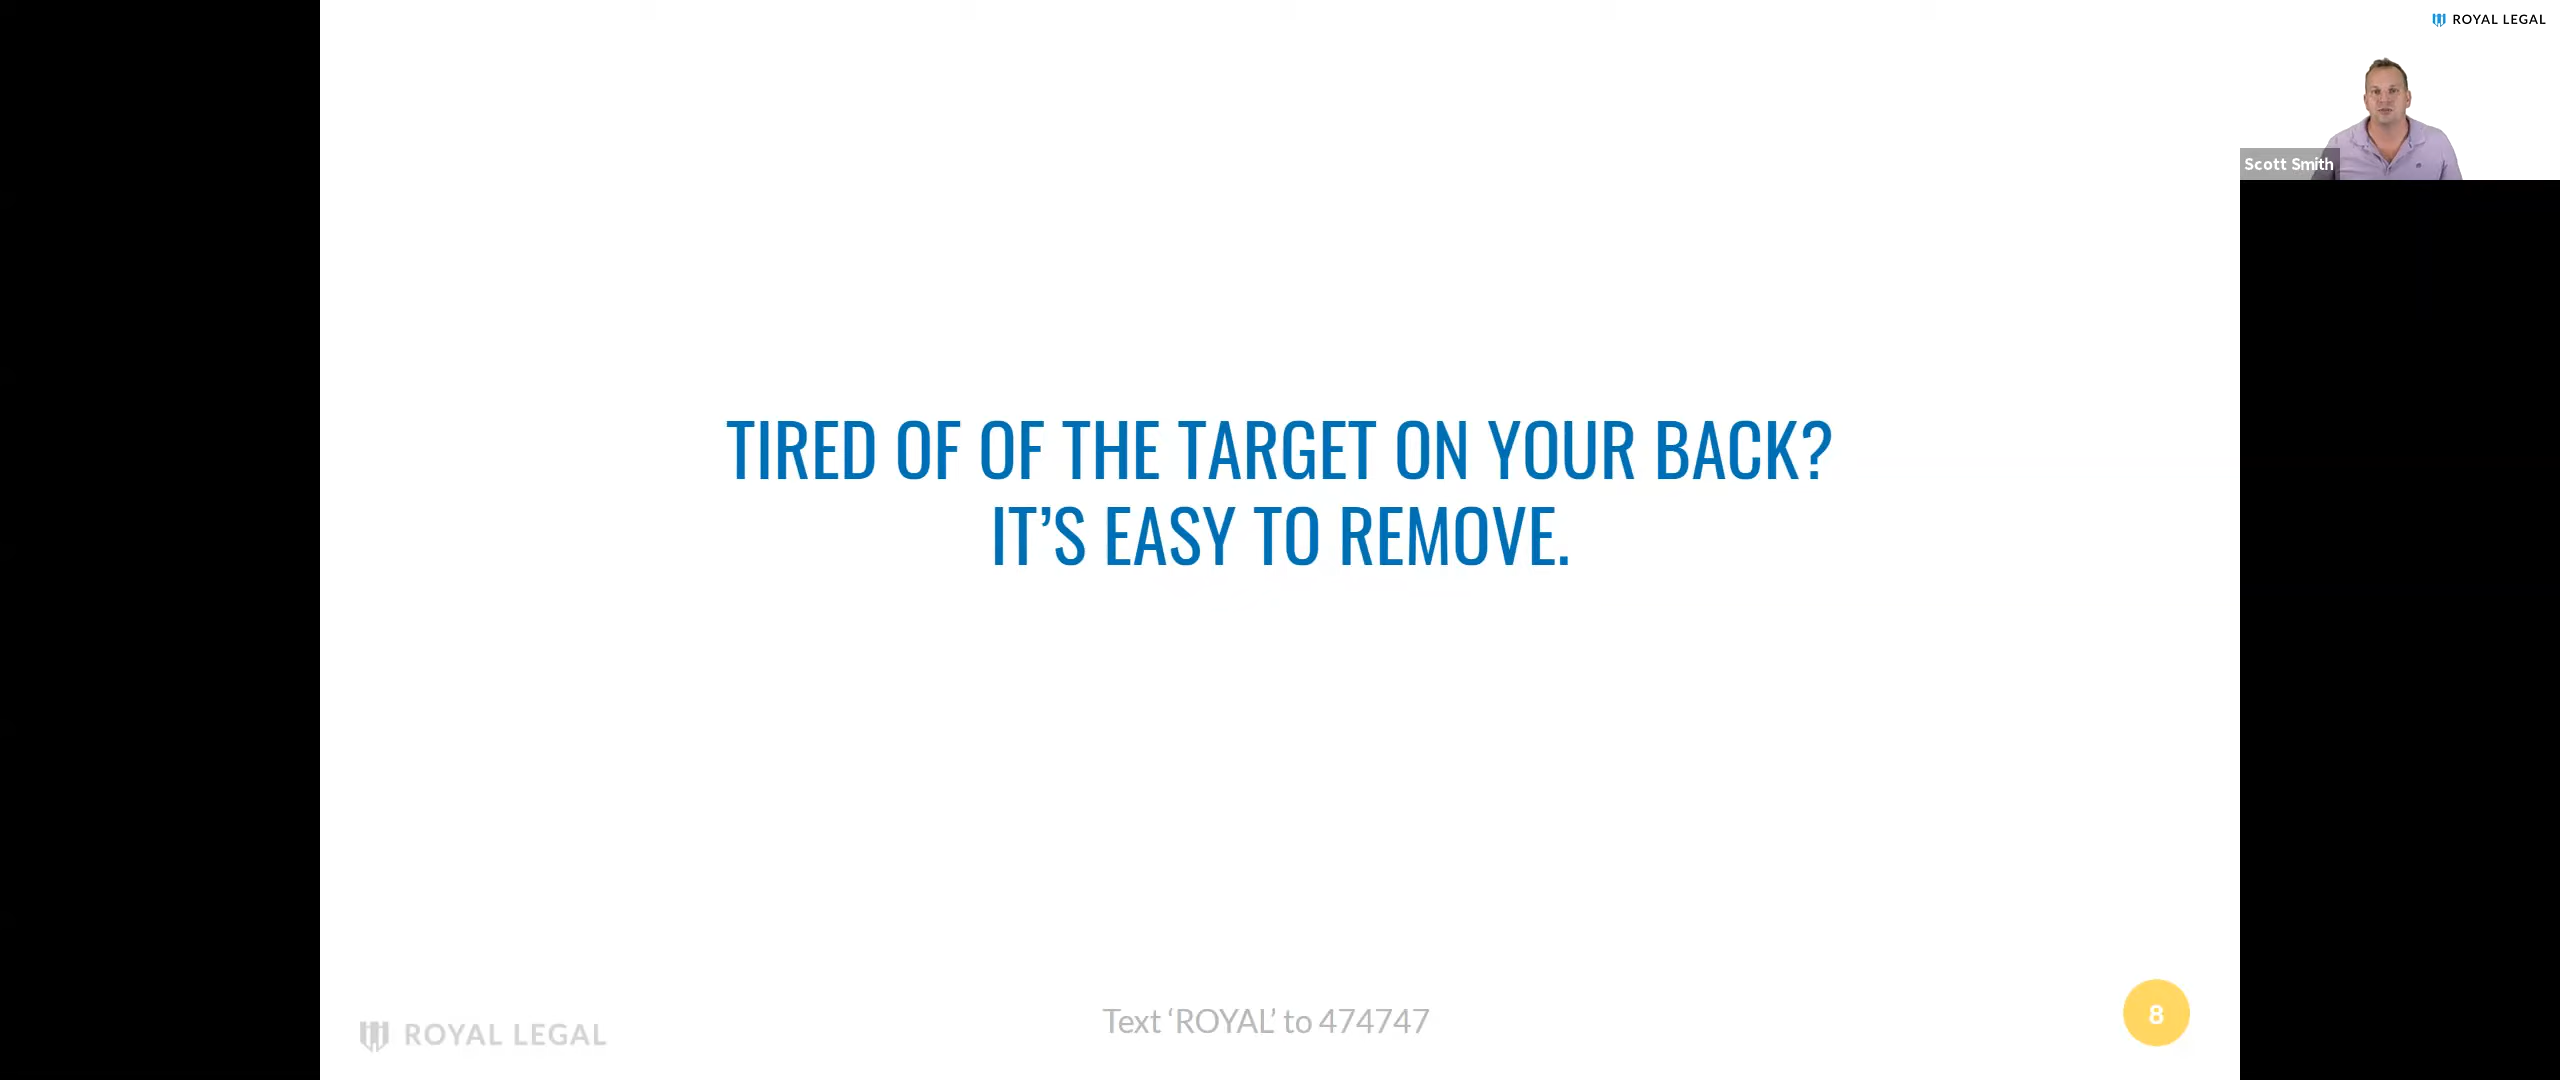 ROYAL LEGAL
Scott Smith
TIRED OF OF THE TARGET ON YOUR BACK?
IT’S EASY TO REMOVE.
ROYAL LEGAL
Text ‘ROYAL’ to 474747
8